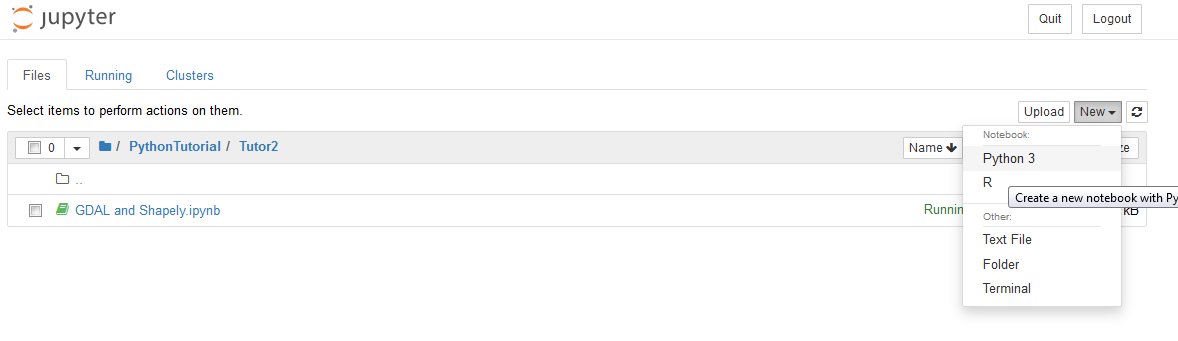 jupyter
Quit Logout
Files Running Clusters
Select items to perform actions on them.
Upload New
0 / PythonTutorial / Tutor2 Name
Notebook:
Python 3
R
Create a new notebook with Py
..
GDAL and Shapely.ipynb Runnin kB
Other:
Text File
Folder
Terminal